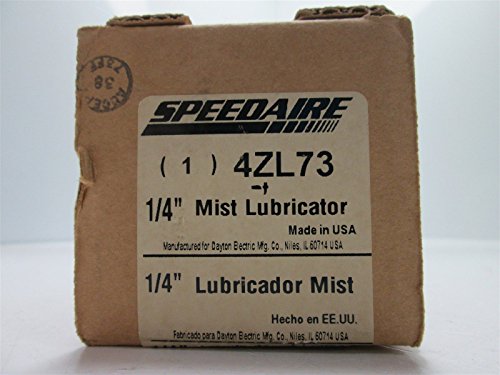 SPEEDAIRE
( 1 ) 4ZL73
1/4" Mist Lubricator
Made in USA
Manufactured for Dayton Electric Mfg. Co., Niles, IL 60714 USA
1/4" Lubricador Mist
Hecho en EE.UU.
Fabricado para Dayton Electric Mfg. Co., Niles, IL 60714 USA